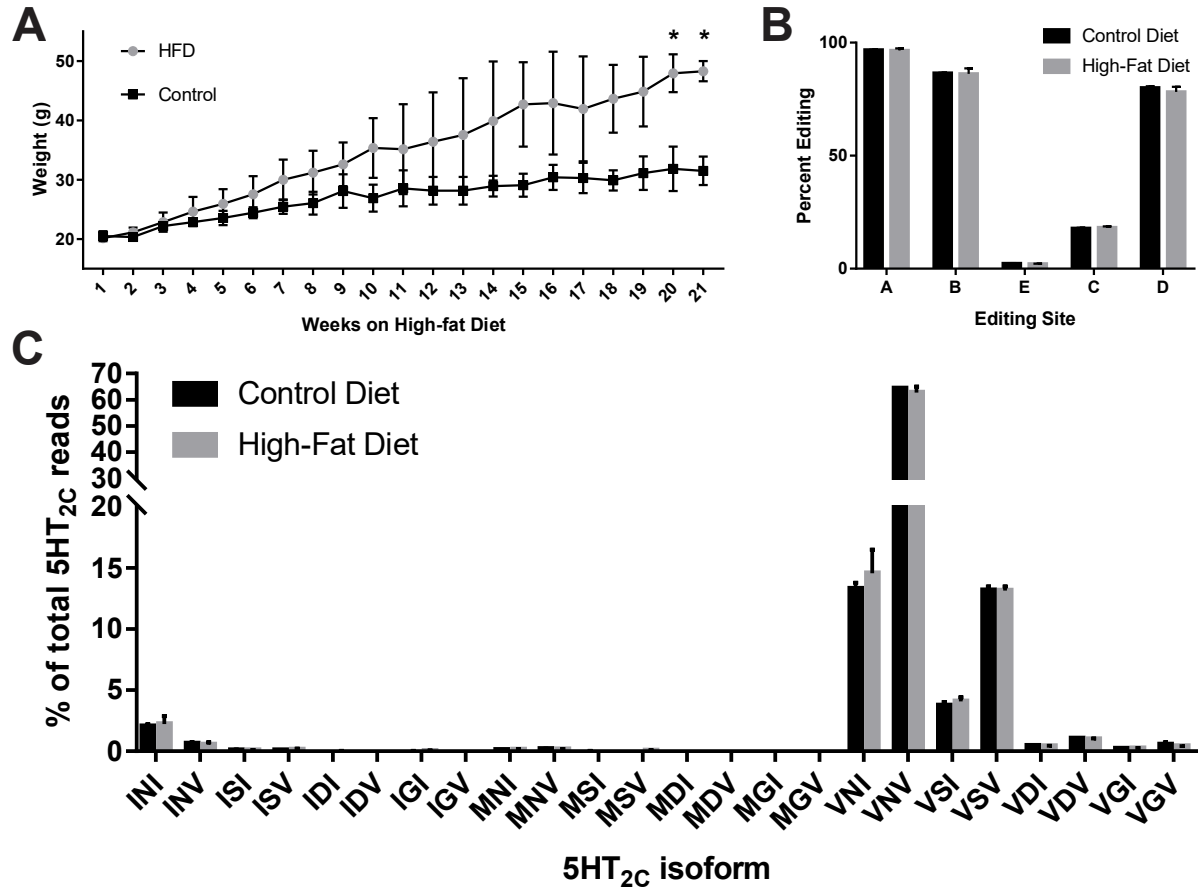 A
HFD
Control
* *
50
40
30
20
Weight (g)
1 2 3 4 5 6 7 8 9 10 11 12 13 14 15 16 17 18 19 20 21
Weeks on High-fat Diet
B
Control Diet
High-Fat Diet
100
50
0
Percent Editing
A B E C D
Editing Site
C
Control Diet
High-Fat Diet
70
60
50
40
30
20
15
10
5
0
% of total 5HT2C reads
INI INV ISI ISV IDI IDV IGI IGV MNI MNV MSI MSV MDI MDV MGI MGV VNI VNV VSI VSV VDI VDV VGI VGV
5HT2C isoform